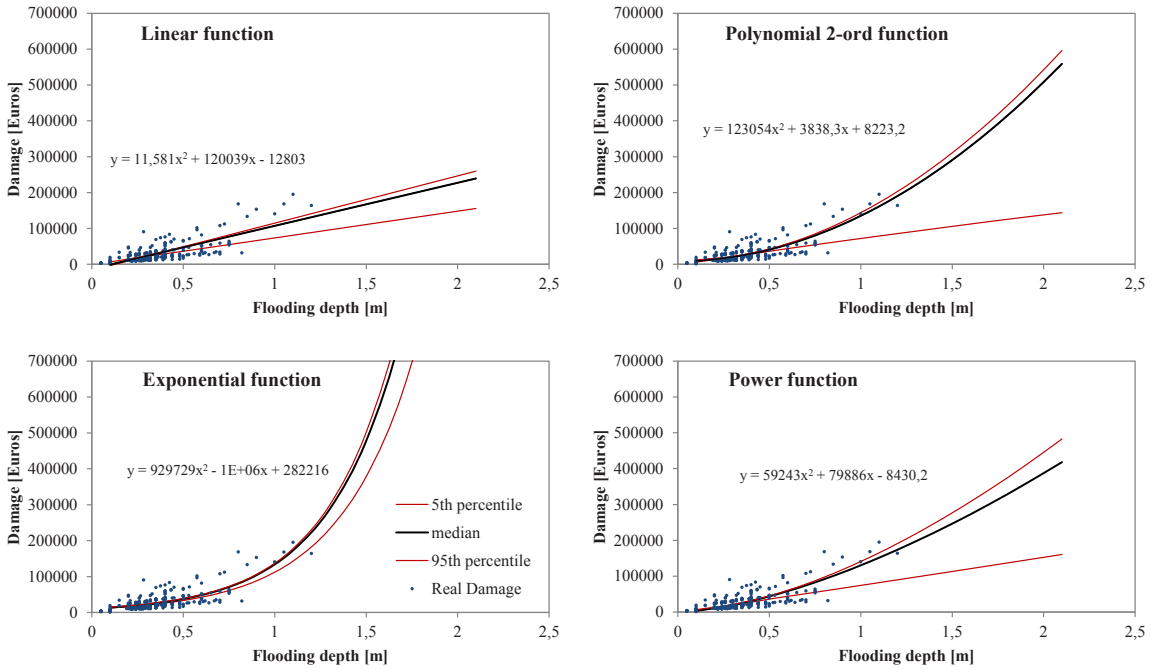 Linear function
Damage [Euros]
700000
600000
500000
400000
300000
200000
100000
0
y = 11,581x² + 120039x - 12803
0 0,5 1 1,5 2 2,5
Flooding depth [m]
Polynomial 2-ord function
Damage [Euros]
700000
600000
500000
400000
300000
200000
100000
0
y = 123054x² + 3838,3x + 8223,2
0 0,5 1 1,5 2 2,5
Flooding depth [m]
Exponential function
Damage [Euros]
700000
600000
500000
400000
300000
200000
100000
0
y = 929729x² - 1E+06x + 282216
5th percentile
median
95th percentile
Real Damage
0 0,5 1 1,5 2 2,5
Flooding depth [m]
Power function
Damage [Euros]
700000
600000
500000
400000
300000
200000
100000
0
y = 59243x² + 79886x - 8430,2
0 0,5 1 1,5 2 2,5
Flooding depth [m]